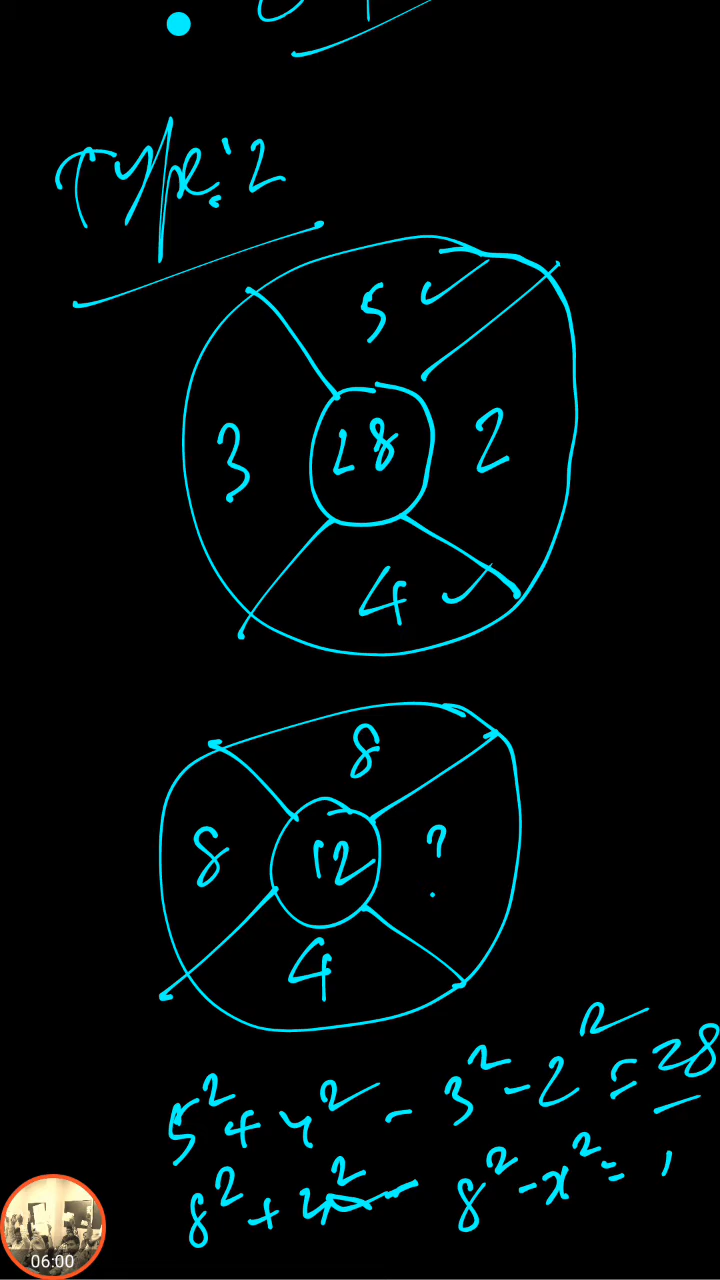 Type: 2
5
3 28 2
4
8
8 12 ?
4
5² + 4² - 3² - 2² = 28
8² + 4² - 8² - x² = 1
06:00